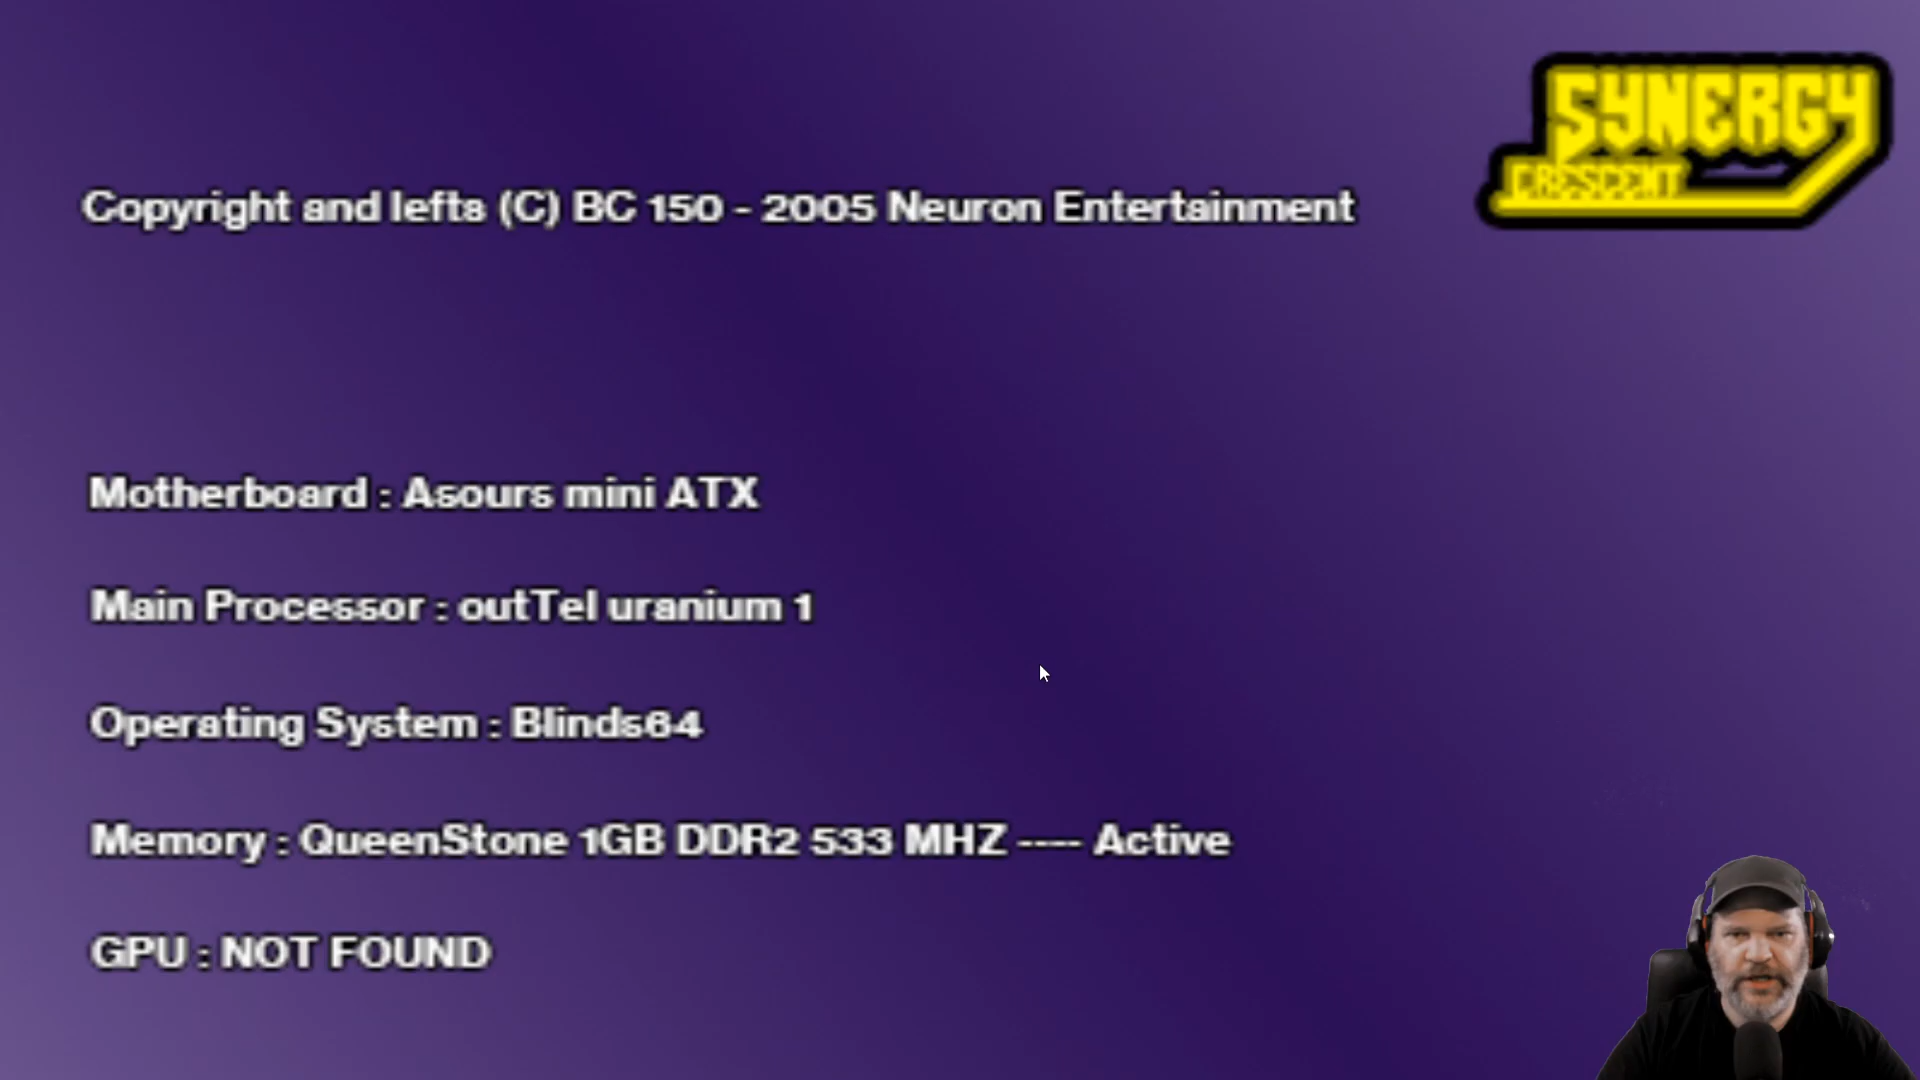 SYNERGY
CRESCENT
Copyright and lefts (C) BC 150 - 2005 Neuron Entertainment
Motherboard : Asours mini ATX
Main Processor : outTel uranium 1
Operating System : Blinds64
Memory : QueenStone 1GB DDR2 533 MHZ ---- Active
GPU : NOT FOUND